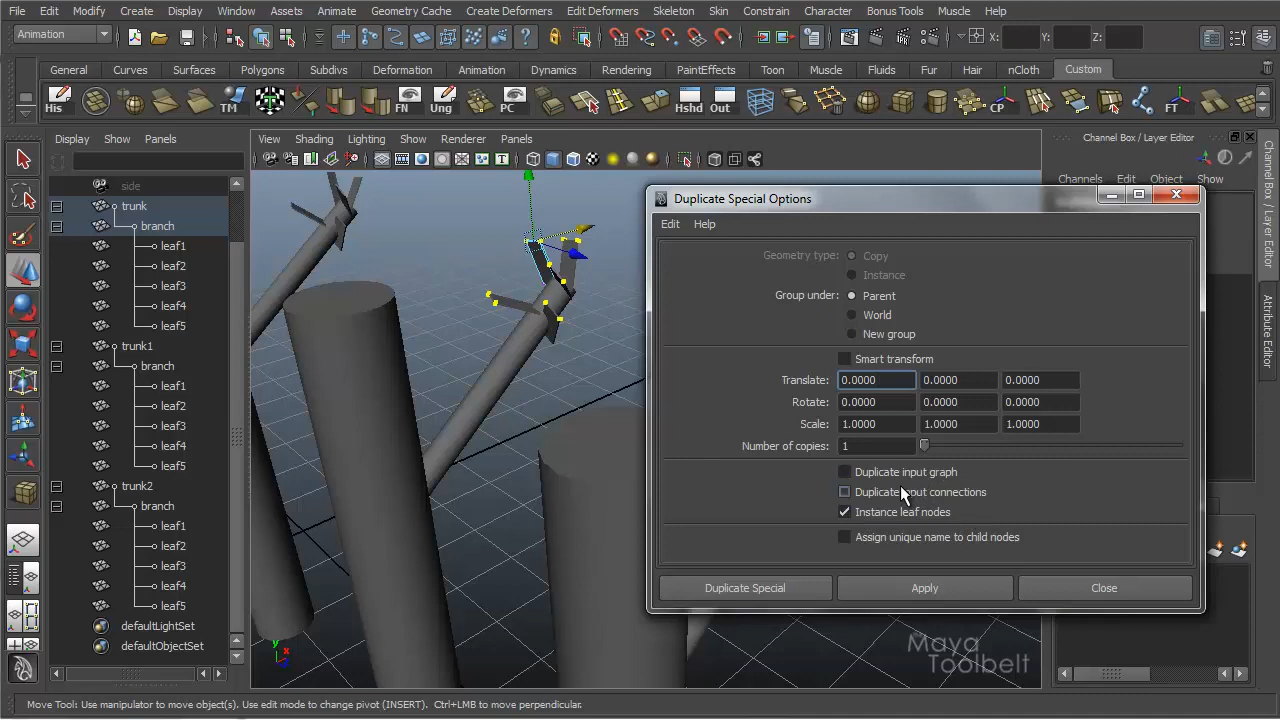 File Edit Modify Create Display Window Assets Animate Geometry Cache Create Deformers Edit Deformers Skeleton Skin Constrain Character Bonus Tools Muscle Help
Animation X: Y: Z:
General Curves Surfaces Polygons Subdivs Deformation Animation Dynamics Rendering PaintEffects Toon Muscle Fluids Fur Hair nCloth Custom
His TM FN Ung PC Hshd Out CP FT
Display Show Panels
View Shading Lighting Show Renderer Panels
Channel Box / Layer Editor
Channels Edit Object Show
Channel Box / Layer Editor
Attribute Editor
side
trunk
branch
leaf1
leaf2
leaf3
leaf4
leaf5
trunk1
branch
leaf1
leaf2
leaf3
leaf4
leaf5
trunk2
branch
leaf1
leaf2
leaf3
leaf4
leaf5
defaultLightSet
defaultObjectSet
y
x
Duplicate Special Options
Edit Help
Geometry type: Copy
Instance
Group under: Parent
World
New group
Smart transform
Translate: 0.0000 0.0000 0.0000
Rotate: 0.0000 0.0000 0.0000
Scale: 1.0000 1.0000 1.0000
Number of copies: 1
Duplicate input graph
Duplicate input connections
Instance leaf nodes
Assign unique name to child nodes
Duplicate Special Apply Close
Maya
Toolbelt
Move Tool: Use manipulator to move object(s). Use edit mode to change pivot (INSERT). Ctrl+LMB to move perpendicular.